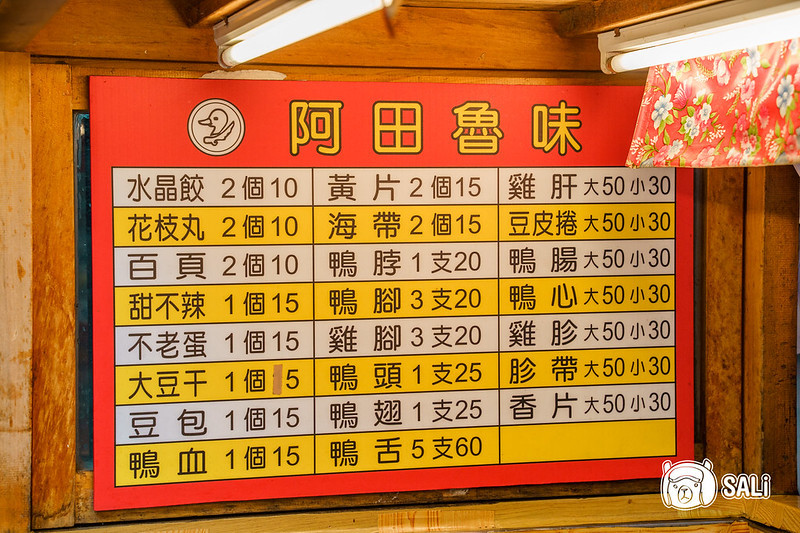 阿田魯味
水晶餃 2個10 黃片 2個15 雞肝 大50 小30
花枝丸 2個10 海帶 2個15 豆皮捲 大50 小30
百頁 2個10 鴨脖 1支20 鴨腸 大50 小30
甜不辣 1個15 鴨腳 3支20 鴨心 大50 小30
不老蛋 1個15 雞腳 3支20 雞胗 大50 小30
大豆干 1個 5 鴨頭 1支25 胗帶 大50 小30
豆包 1個15 鴨翅 1支25 香片 大50 小30
鴨血 1個15 鴨舌 5支60
SALi